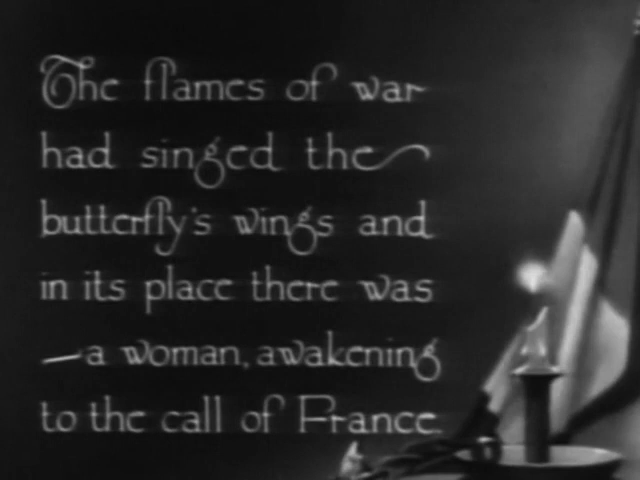 The flames of war
had singed the
butterfly's wings and
in its place there was
—a woman, awakening
to the call of France